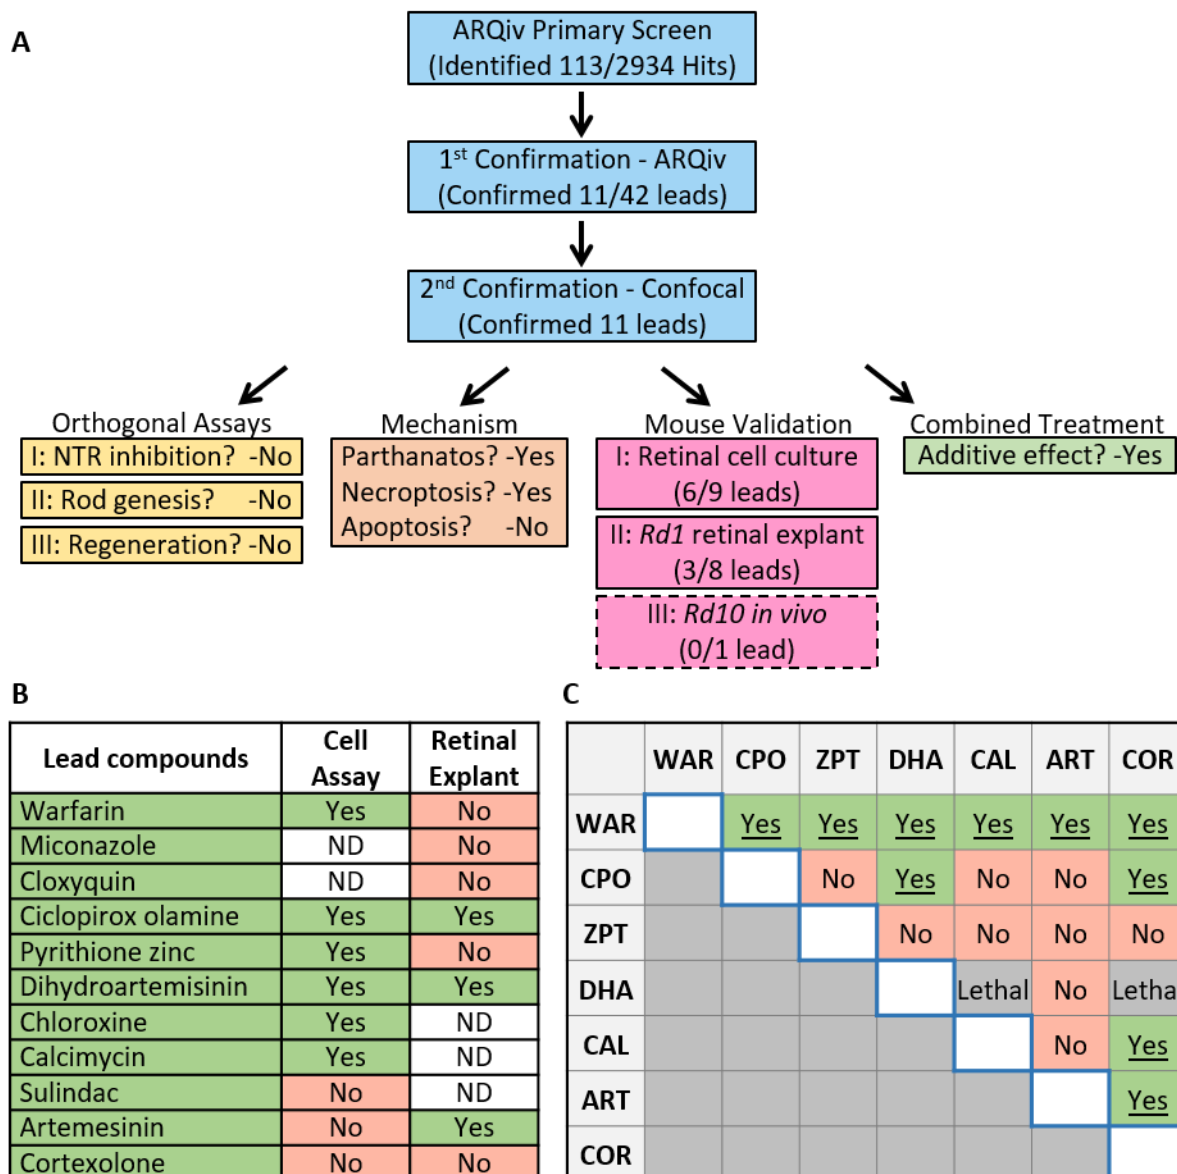 A
ARQiv Primary Screen
(Identified 113/2934 Hits)
1st Confirmation - ARQiv
(Confirmed 11/42 leads)
2nd Confirmation - Confocal
(Confirmed 11 leads)
Orthogonal Assays
I: NTR inhibition? -No
II: Rod genesis? -No
III: Regeneration? -No
Mechanism
Parthanatos? -Yes
Necroptosis? -Yes
Apoptosis? -No
Mouse Validation
I: Retinal cell culture
(6/9 leads)
II: Rd1 retinal explant
(3/8 leads)
III: Rd10 in vivo
(0/1 lead)
Combined Treatment
Additive effect? -Yes
B
Lead compounds Cell Assay Retinal Explant
Warfarin Yes No
Miconazole ND No
Cloxyquin ND No
Ciclopirox olamine Yes Yes
Pyrithione zinc Yes No
Dihydroartemisinin Yes Yes
Chloroxine Yes ND
Calcimycin Yes ND
Sulindac No ND
Artemesinin No Yes
Cortexolone No No
C
WAR CPO ZPT DHA CAL ART COR
WAR Yes Yes Yes Yes Yes Yes
CPO No Yes No No Yes
ZPT No No No No
DHA Lethal No Letha
CAL No Yes
ART Yes
COR